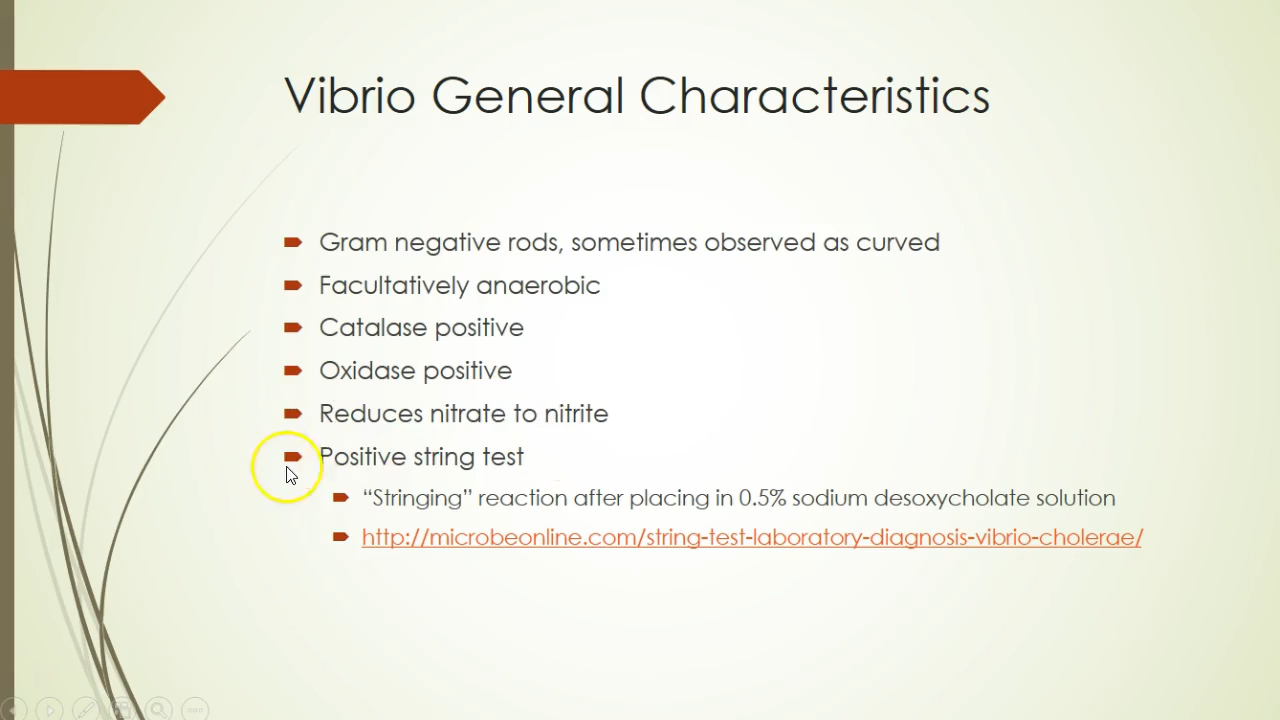 Vibrio General Characteristics
Gram negative rods, sometimes observed as curved
Facultatively anaerobic
Catalase positive
Oxidase positive
Reduces nitrate to nitrite
Positive string test
“Stringing” reaction after placing in 0.5% sodium desoxycholate solution
http://microbeonline.com/string-test-laboratory-diagnosis-vibrio-cholerae/